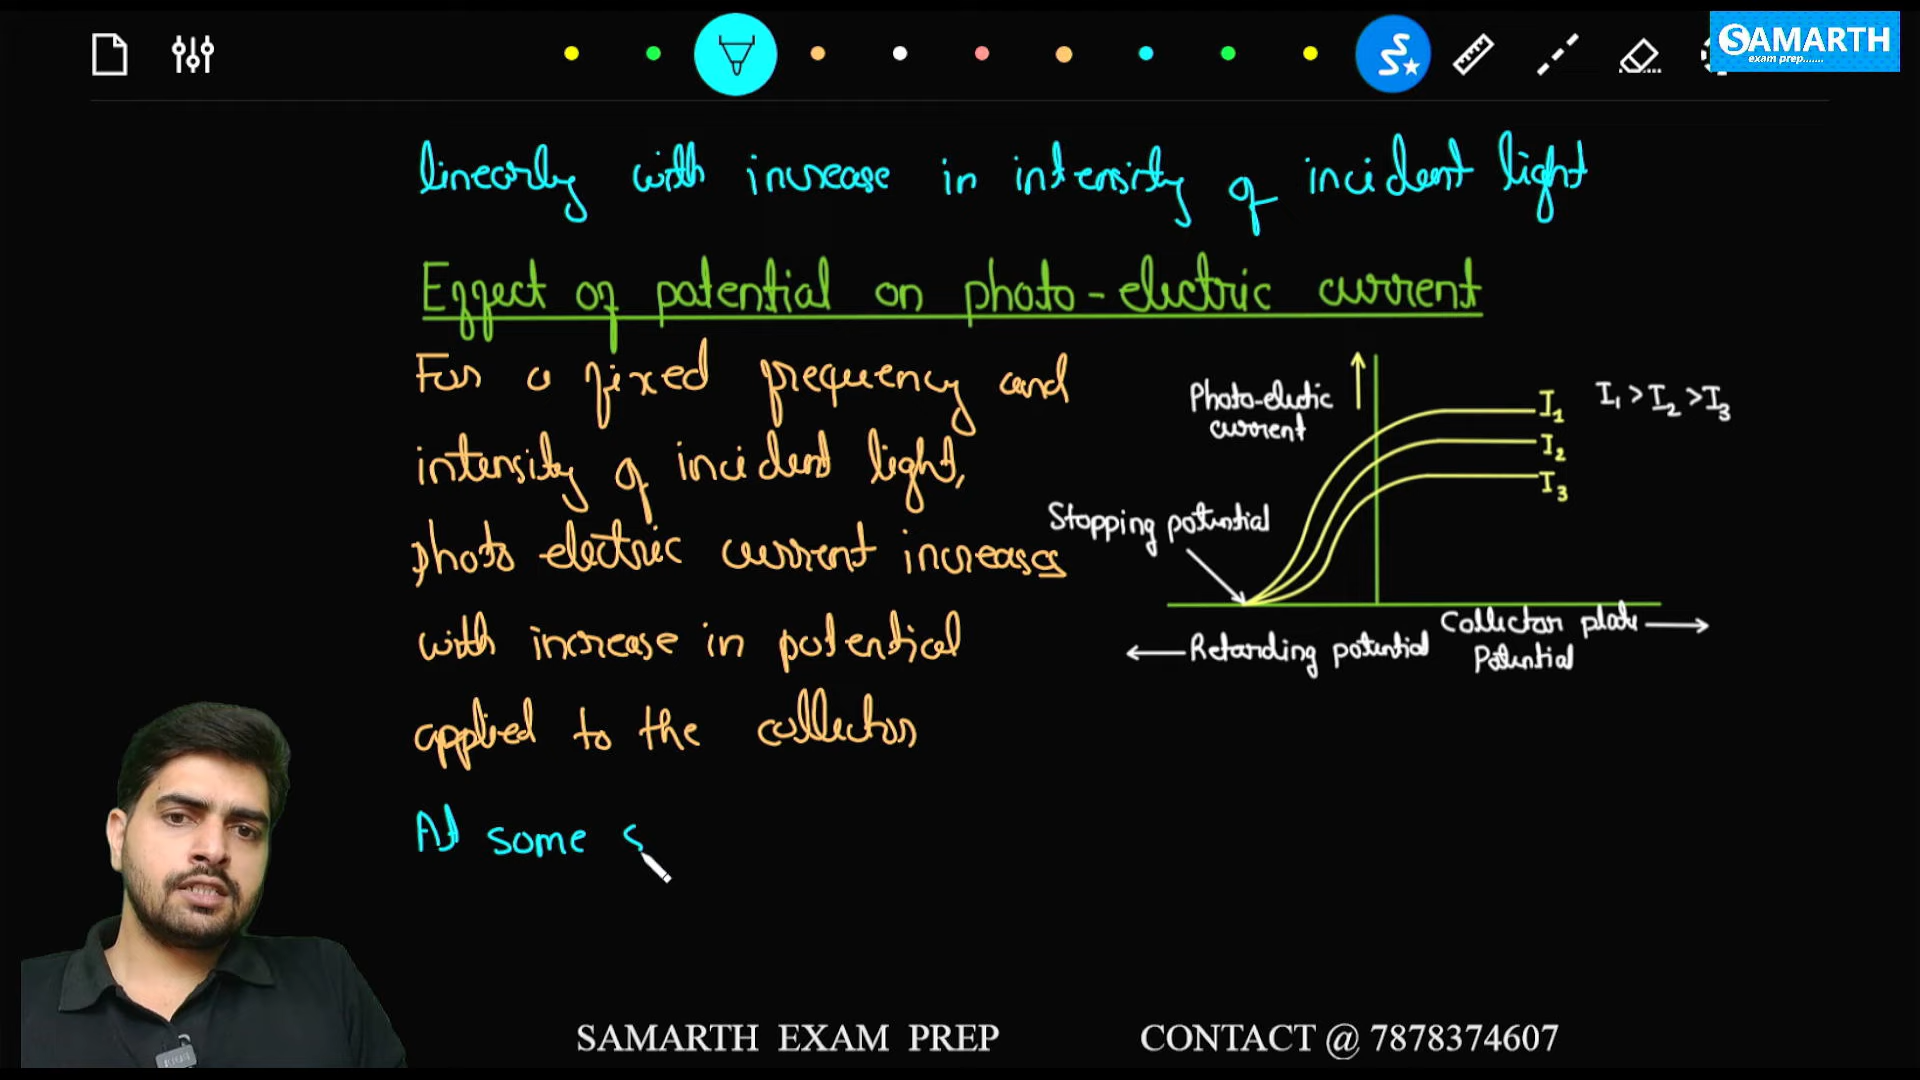 SAMARTH
exam prep.......
linearly with increase in intensity of incident light
Effect of potential on photo-electric current
For a fixed frequency and
intensity of incident light,
photo electric current increases
with increase in potential
applied to the collector
At some s
Photo-electic
current
I1
I2
I3
I1 > I2 > I3
Stopping potential
Retarding potential
Collector plate
Potential
SAMARTH EXAM PREP
CONTACT @ 7878374607